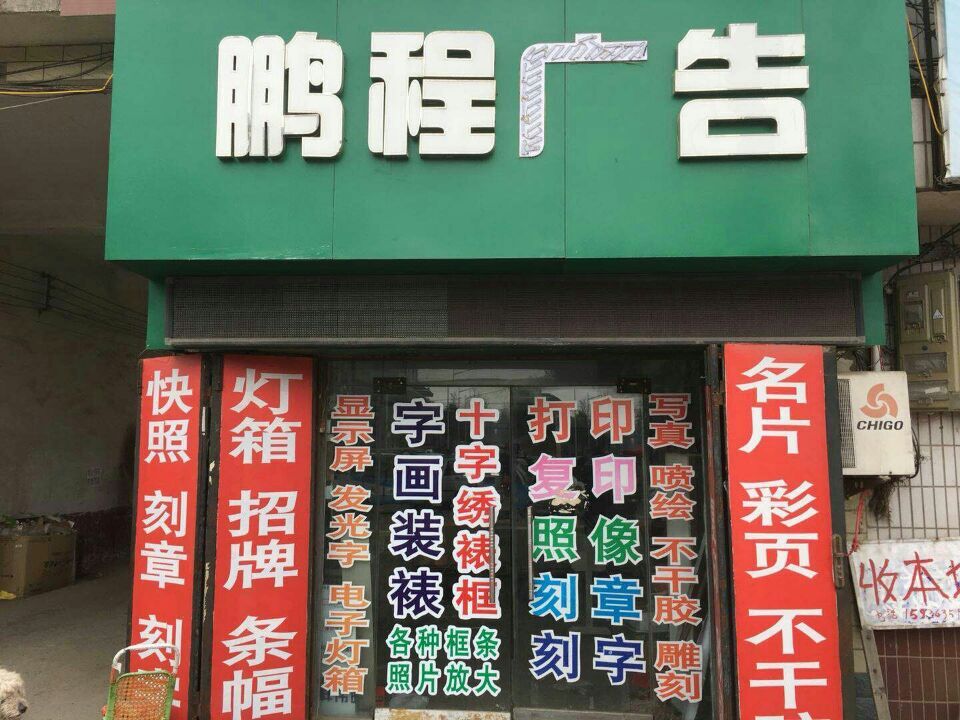 鹏程广告
快照 刻章 刻
灯箱 招牌 条幅
显示屏 发光字 电子灯箱
字画装裱
十字绣裱框
各种框条
照片放大
打印
复印
照像
刻章
刻字
写真 喷绘 不干胶 雕刻
名片 彩页 不干胶
CHIGO
收本